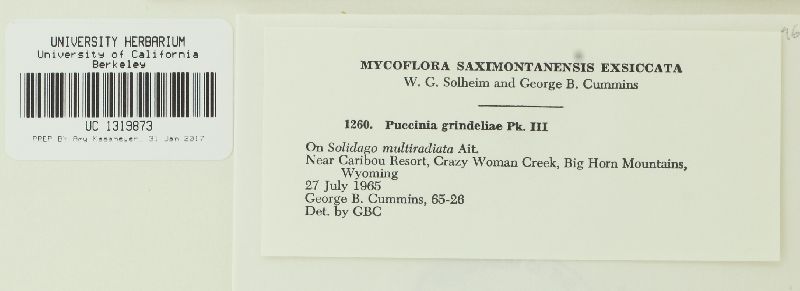 UNIVERSITY HERBARIUM
University of California
Berkeley
UC 1319873
PREP BY Amy Kasameyer, 31 Jan 2017
MYCOFLORA SAXIMONTANENSIS EXSICCATA
W. G. Solheim and George B. Cummins
1260. Puccinia grindeliae Pk. III
On Solidago multiradiata Ait.
Near Caribou Resort, Crazy Woman Creek, Big Horn Mountains,
Wyoming
27 July 1965
George B. Cummins, 65-26
Det. by GBC